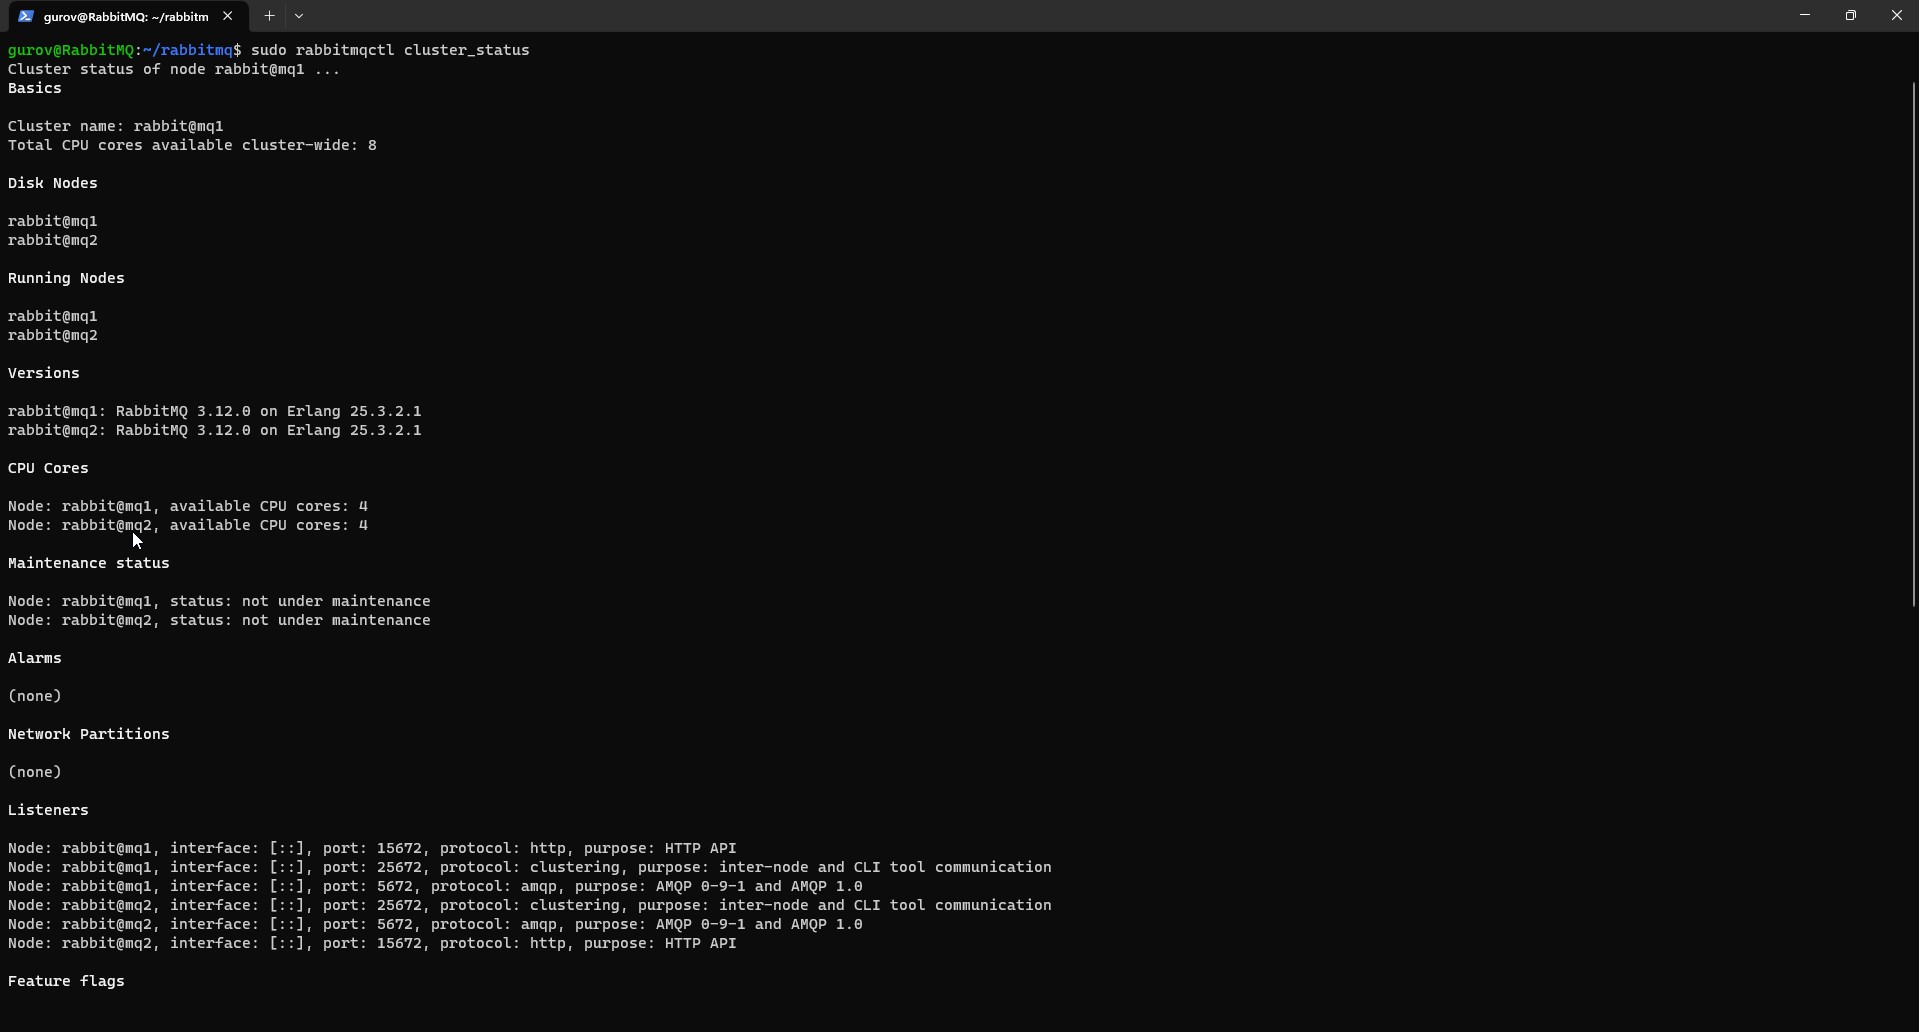 gurov@RabbitMQ: ~/rabbitm
gurov@RabbitMQ:~/rabbitmq$ sudo rabbitmqctl cluster_status
Cluster status of node rabbit@mq1 ...
Basics
Cluster name: rabbit@mq1
Total CPU cores available cluster-wide: 8
Disk Nodes
rabbit@mq1
rabbit@mq2
Running Nodes
rabbit@mq1
rabbit@mq2
Versions
rabbit@mq1: RabbitMQ 3.12.0 on Erlang 25.3.2.1
rabbit@mq2: RabbitMQ 3.12.0 on Erlang 25.3.2.1
CPU Cores
Node: rabbit@mq1, available CPU cores: 4
Node: rabbit@mq2, available CPU cores: 4
Maintenance status
Node: rabbit@mq1, status: not under maintenance
Node: rabbit@mq2, status: not under maintenance
Alarms
(none)
Network Partitions
(none)
Listeners
Node: rabbit@mq1, interface: [::], port: 15672, protocol: http, purpose: HTTP API
Node: rabbit@mq1, interface: [::], port: 25672, protocol: clustering, purpose: inter-node and CLI tool communication
Node: rabbit@mq1, interface: [::], port: 5672, protocol: amqp, purpose: AMQP 0-9-1 and AMQP 1.0
Node: rabbit@mq2, interface: [::], port: 25672, protocol: clustering, purpose: inter-node and CLI tool communication
Node: rabbit@mq2, interface: [::], port: 5672, protocol: amqp, purpose: AMQP 0-9-1 and AMQP 1.0
Node: rabbit@mq2, interface: [::], port: 15672, protocol: http, purpose: HTTP API
Feature flags